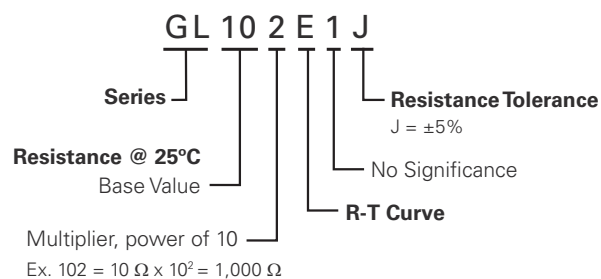 GL 10 2 E 1 J
Series
Resistance Tolerance
J = ±5%
Resistance @ 25ºC
Base Value
No Significance
R-T Curve
Multiplier, power of 10
Ex. 102 = 10 Ω x 10² = 1,000 Ω